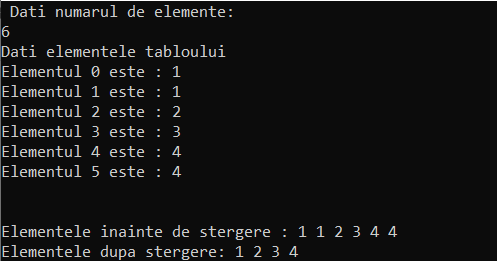 Dati numarul de elemente:
6
Dati elementele tabloului
Elementul 0 este : 1
Elementul 1 este : 1
Elementul 2 este : 2
Elementul 3 este : 3
Elementul 4 este : 4
Elementul 5 este : 4
Elementele inainte de stergere : 1 1 2 3 4 4
Elementele dupa stergere: 1 2 3 4